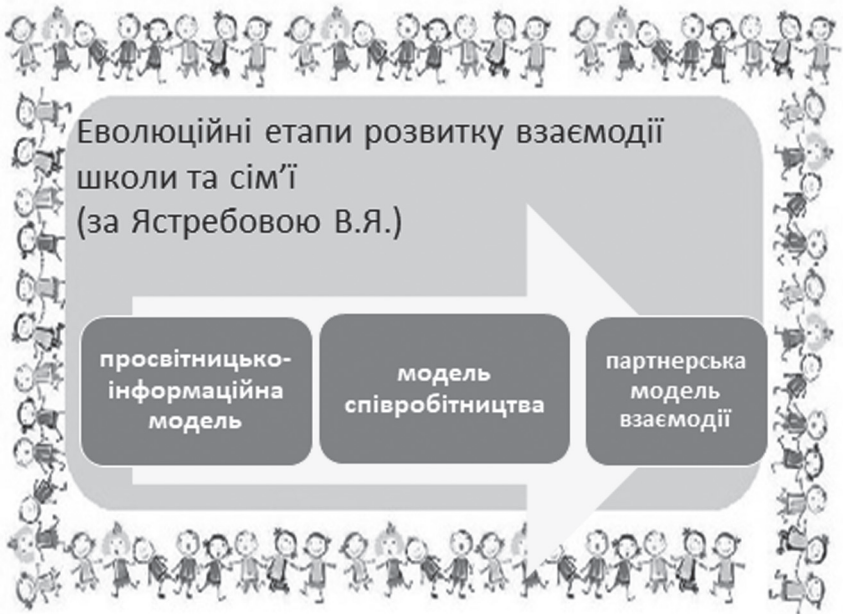 Еволюційні етапи розвитку взаємодії
школи та сім’ї
(за Ястребовою В.Я.)
просвітницько-
інформаційна
модель
модель
співробітництва
партнерська
модель
взаємодії